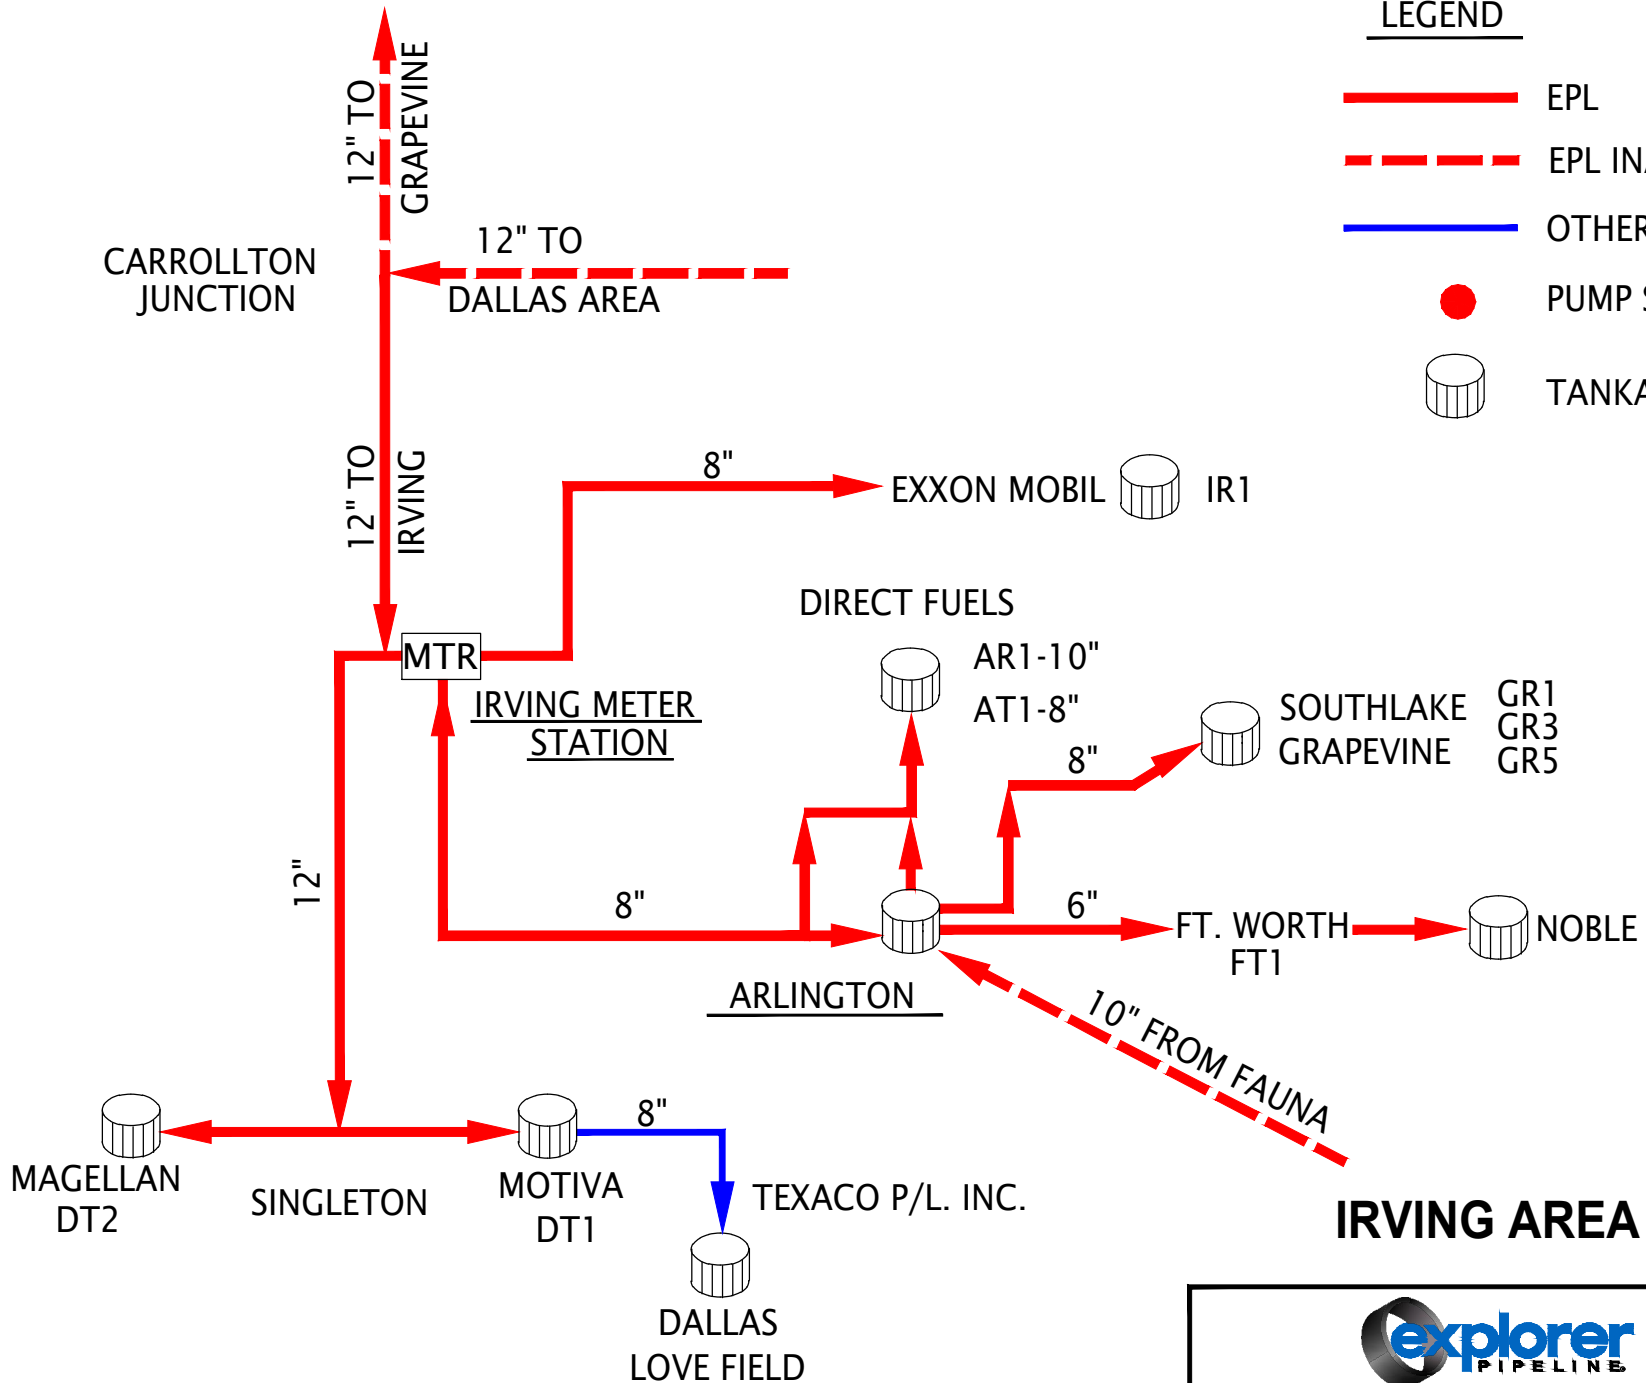 LEGEND
EPL
EPL INA
OTHER
PUMP S
TANKA
12" TO
GRAPEVINE
12" TO
DALLAS AREA
CARROLLTON
JUNCTION
12" TO
IRVING
8"
EXXON MOBIL
IR1
DIRECT FUELS
AR1-10"
AT1-8"
MTR
IRVING METER
STATION
SOUTHLAKE
GRAPEVINE
GR1
GR3
GR5
8"
12"
8"
6"
FT. WORTH
FT1
NOBLE
ARLINGTON
10" FROM FAUNA
8"
MAGELLAN
DT2
SINGLETON
MOTIVA
DT1
TEXACO P/L. INC.
DALLAS
LOVE FIELD
IRVING AREA
explorer
PIPELINE